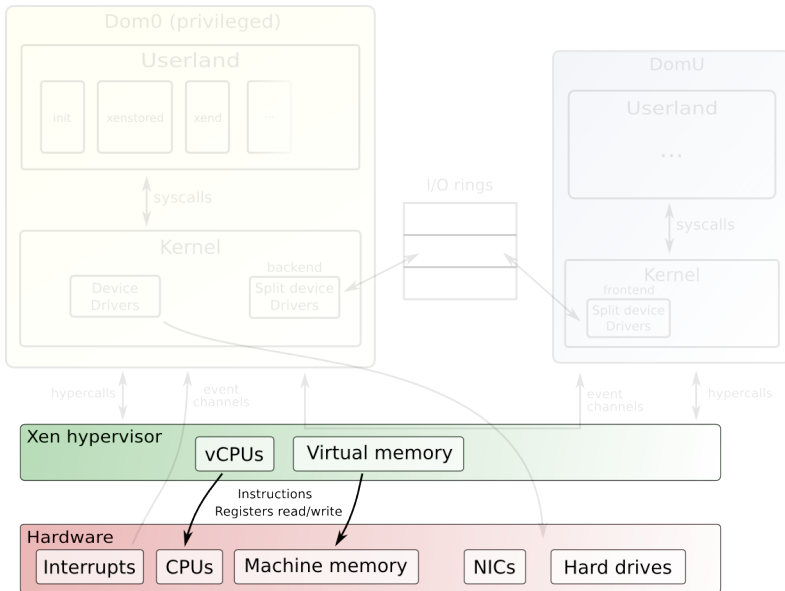 Dom0 (privileged)
Userland
init
xenstored
xend
...
syscalls
Kernel
Device
Drivers
backend
Split device
Drivers
I/O rings
DomU
Userland
...
syscalls
Kernel
frontend
Split device
Drivers
hypercalls
event
channels
event
channels
hypercalls
Xen hypervisor
vCPUs
Virtual memory
Instructions
Registers read/write
Hardware
Interrupts
CPUs
Machine memory
NICs
Hard drives